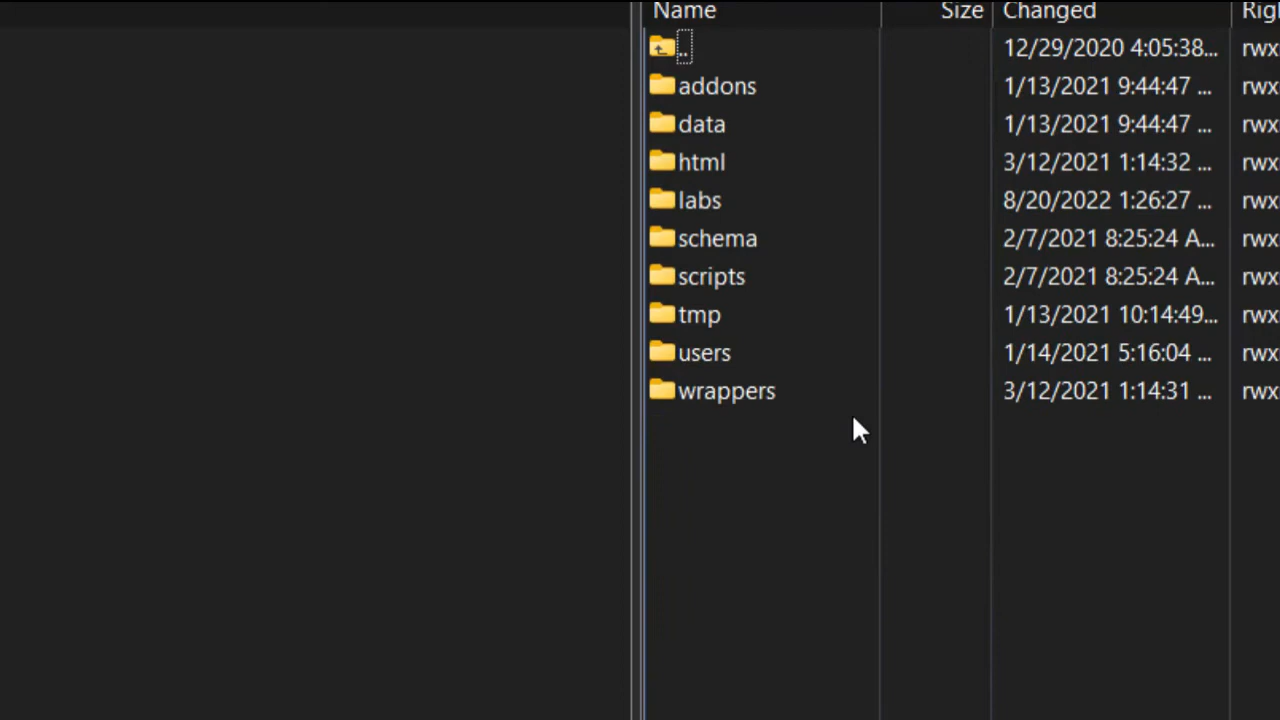 Name Size Changed Rig
.. 12/29/2020 4:05:38... rwx
addons 1/13/2021 9:44:47 ... rwx
data 1/13/2021 9:44:47 ... rwx
html 3/12/2021 1:14:32 ... rwx
labs 8/20/2022 1:26:27 ... rwx
schema 2/7/2021 8:25:24 A... rwx
scripts 2/7/2021 8:25:24 A... rwx
tmp 1/13/2021 10:14:49... rwx
users 1/14/2021 5:16:04 ... rwx
wrappers 3/12/2021 1:14:31 ... rwx